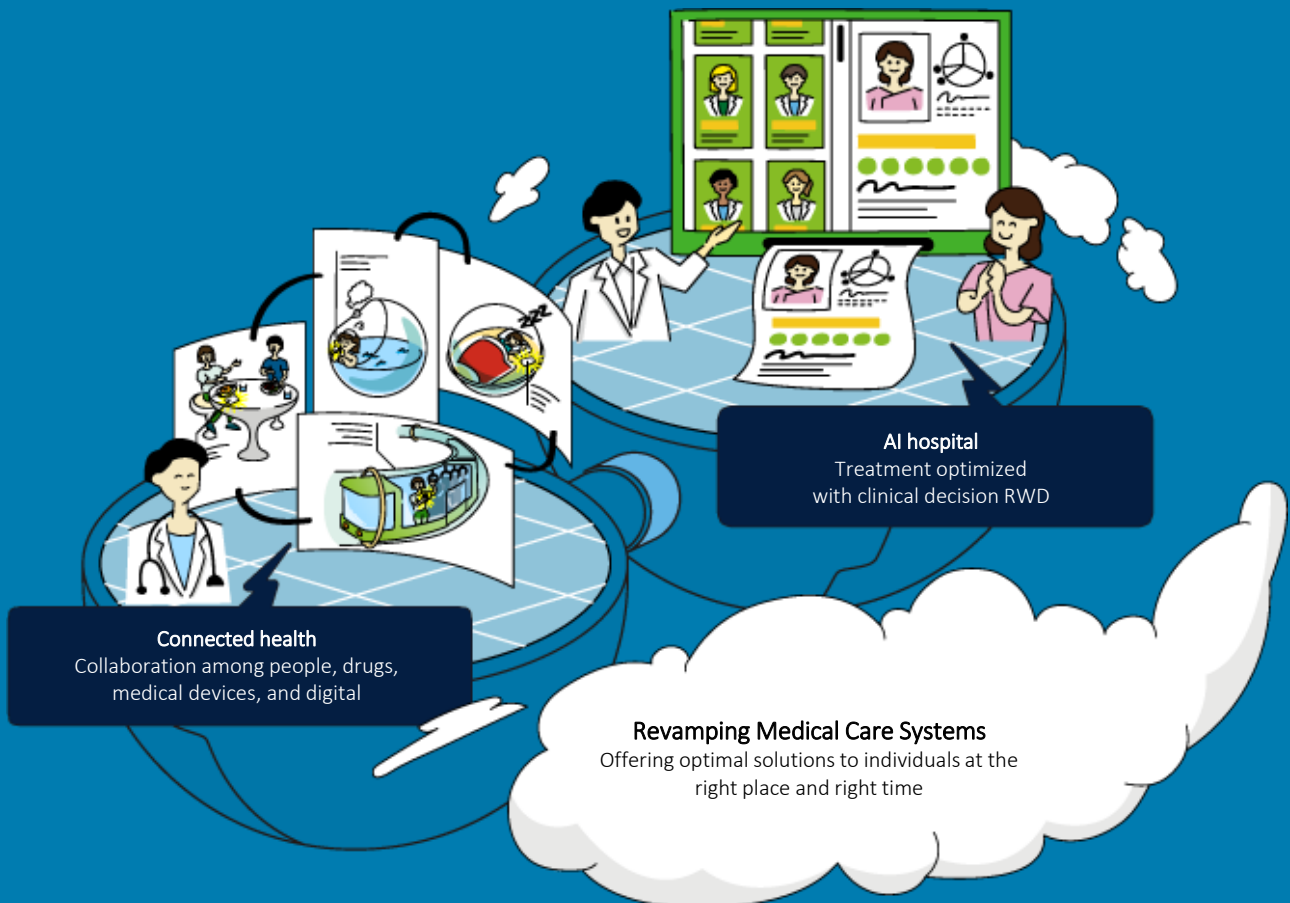 AI hospital
Treatment optimized
with clinical decision RWD
Connected health
Collaboration among people, drugs,
medical devices, and digital
Revamping Medical Care Systems
Offering optimal solutions to individuals at the
right place and right time
zzz